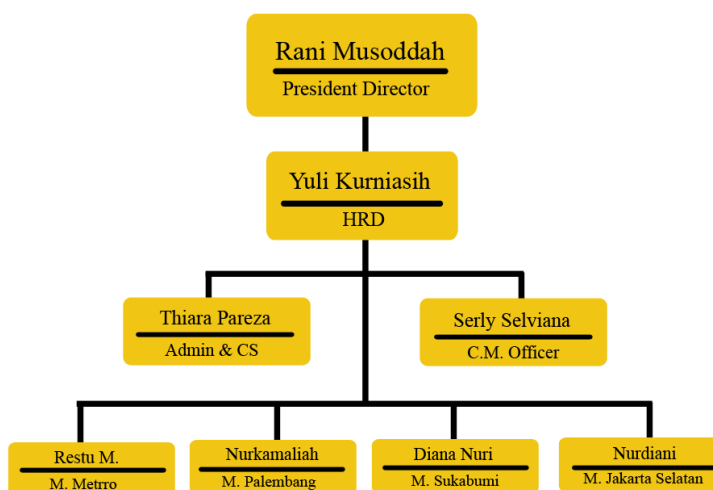 Rani Musoddah
President Director
Yuli Kurniasih
HRD
Thiara Pareza
Admin & CS
Serly Selviana
C.M. Officer
Restu M.
M. Metrro
Nurkamaliah
M. Palembang
Diana Nuri
M. Sukabumi
Nurdiani
M. Jakarta Selatan